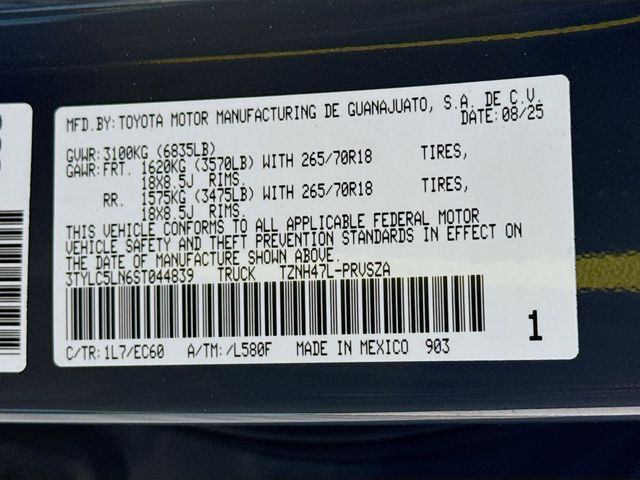 MFD.BY:TOYOTA MOTOR MANUFACTURING DE GUANAJUATO, S.A. DE C.V.
DATE:08/25
GVWR:3100KG (6835LB)
GAWR:FRT. 1620KG (3570LB) WITH 265/70R18 TIRES,
18X8.5J RIMS.
RR. 1575KG (3475LB) WITH 265/70R18 TIRES,
18X8.5J RIMS.
THIS VEHICLE CONFORMS TO ALL APPLICABLE FEDERAL MOTOR
VEHICLE SAFETY AND THEFT PREVENTION STANDARDS IN EFFECT ON
THE DATE OF MANUFACTURE SHOWN ABOVE.
3TYLC5LN6ST044839 TRUCK TZNH47L-PRVSZA
C/TR:1L7/EC60 A/TM:/L580F MADE IN MEXICO 903
1